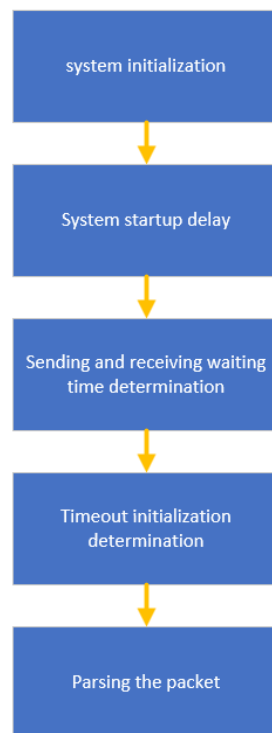 system initialization
System startup delay
Sending and receiving waiting
time determination
Timeout initialization
determination
Parsing the packet